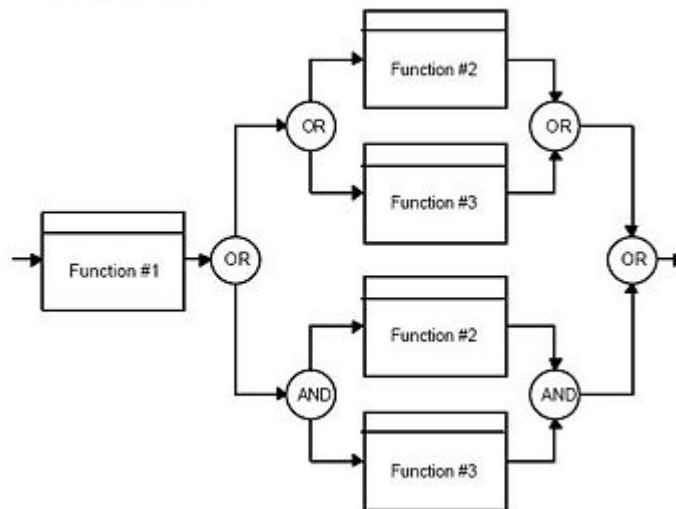 Function #2
OR
OR
Function #3
Function #1
OR
OR
Function #2
AND
AND
Function #3